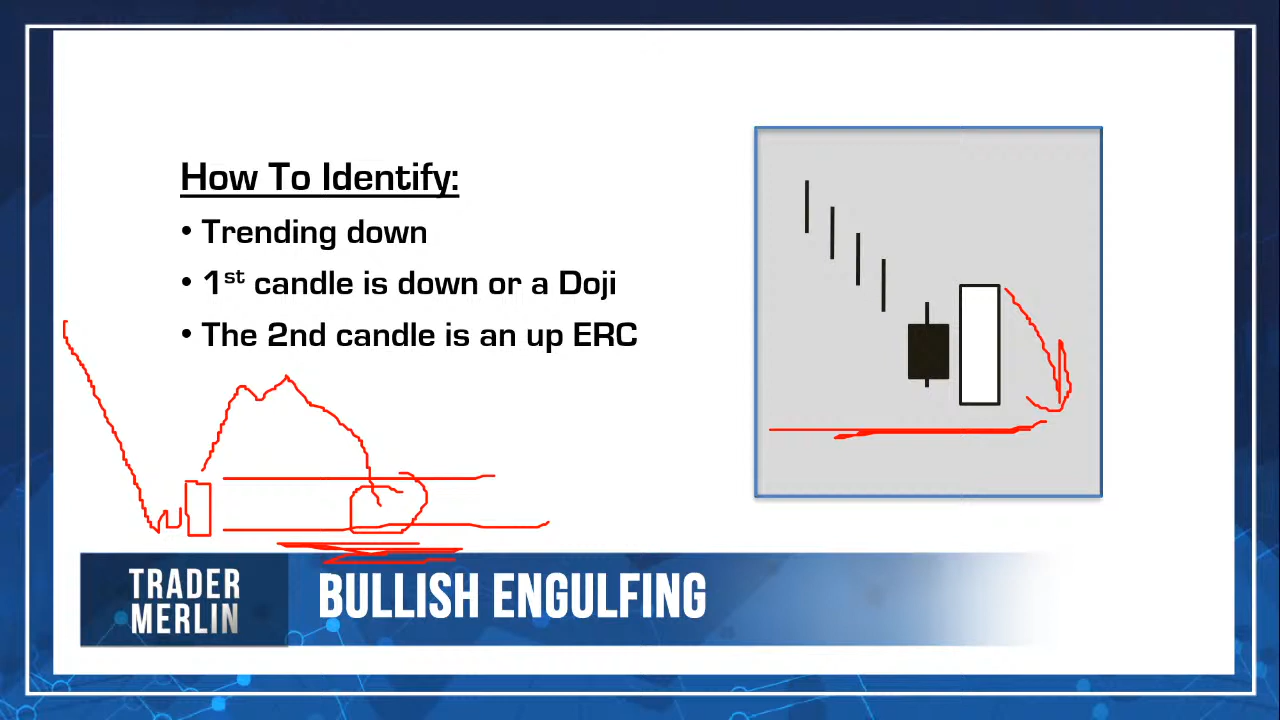 How To Identify:
• Trending down
• 1st candle is down or a Doji
• The 2nd candle is an up ERC
TRADER
MERLIN
BULLISH ENGULFING